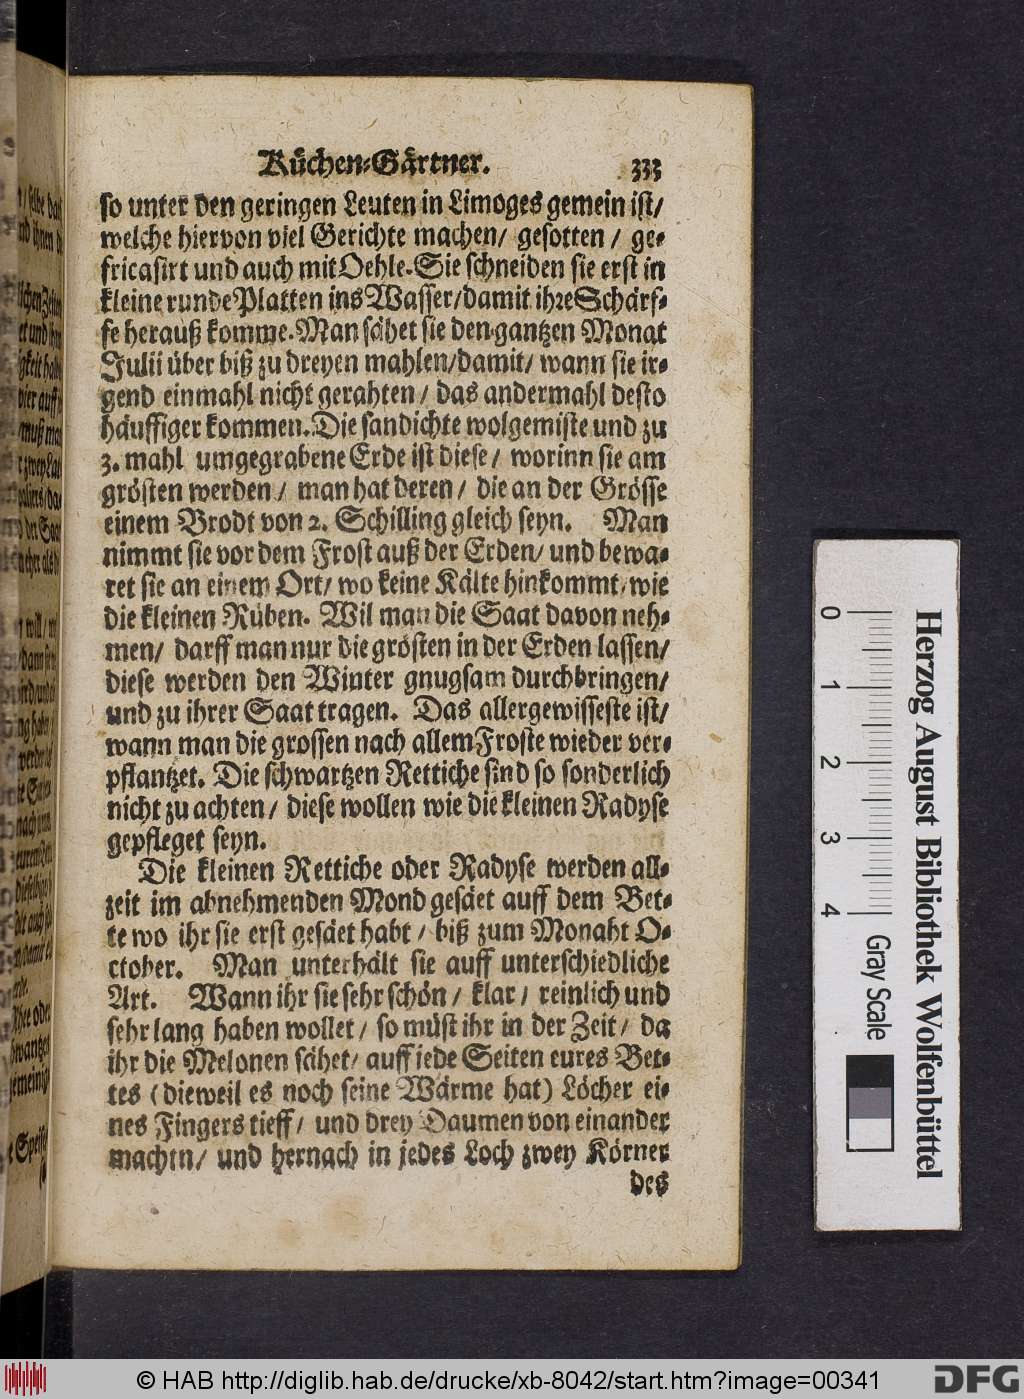 Küchen-Gärtner. 333
so unter den geringen Leuten in Limoges gemein ist/
welche hiervon viel Gerichte machen/ gesotten / ge-
fricasirt und auch mit Oehle. Sie schneiden sie erst in
kleine runde Platten ins Wasser/damit ihre Schärf-
fe herauß komme. Man sähet sie den gantzen Monat
Julii über biß zu dreyen mahlen/damit/ wann sie ir-
gend einmahl nicht gerahten / das andermahl desto
häuffiger kommen. Die sandichte wolgemiste und zu
3. mahl umgegrabene Erde ist diese / worinn sie am
grösten werden / man hat deren / die an der Grösse
einem Brodt von 2. Schilling gleich seyn. Man
nimmt sie vor dem Frost auß der Erden/ und bewa-
ret sie an einem Ort/ wo keine Kälte hinkommt/ wie
die kleinen Rüben. Wil man die Saat davon neh-
men/ darff man nur die grösten in der Erden lassen/
diese werden den Winter gnugsam durchbringen/
und zu ihrer Saat tragen. Das allergewisseste ist/
wann man die grossen nach allem Froste wieder ver-
pflantzet. Die schwartzen Rettiche sind so sonderlich
nicht zu achten / diese wollen wie die kleinen Radyse
gepfleget seyn.
Die kleinen Rettiche oder Radyse werden all-
zeit im abnehmenden Mond gesäet auff dem Bet-
te wo ihr sie erst gesäet habt / biß zum Monaht O-
ctober. Man unterhält sie auff unterschiedliche
Art. Wann ihr sie sehr schön / klar / reinlich und
sehr lang haben wollet / so müst ihr in der Zeit / da
ihr die Melonen sähet/ auff jede Seiten eures Bet-
tes (dieweil es noch seine Wärme hat) Löcher ei-
nes Fingers tieff / und drey Daumen von einander
machen/ und hernach in jedes Loch zwey Körner
des
0 1 2 3 4
Gray Scale
Herzog August Bibliothek Wolfenbüttel
© HAB http://diglib.hab.de/drucke/xb-8042/start.htm?image=00341
DFG